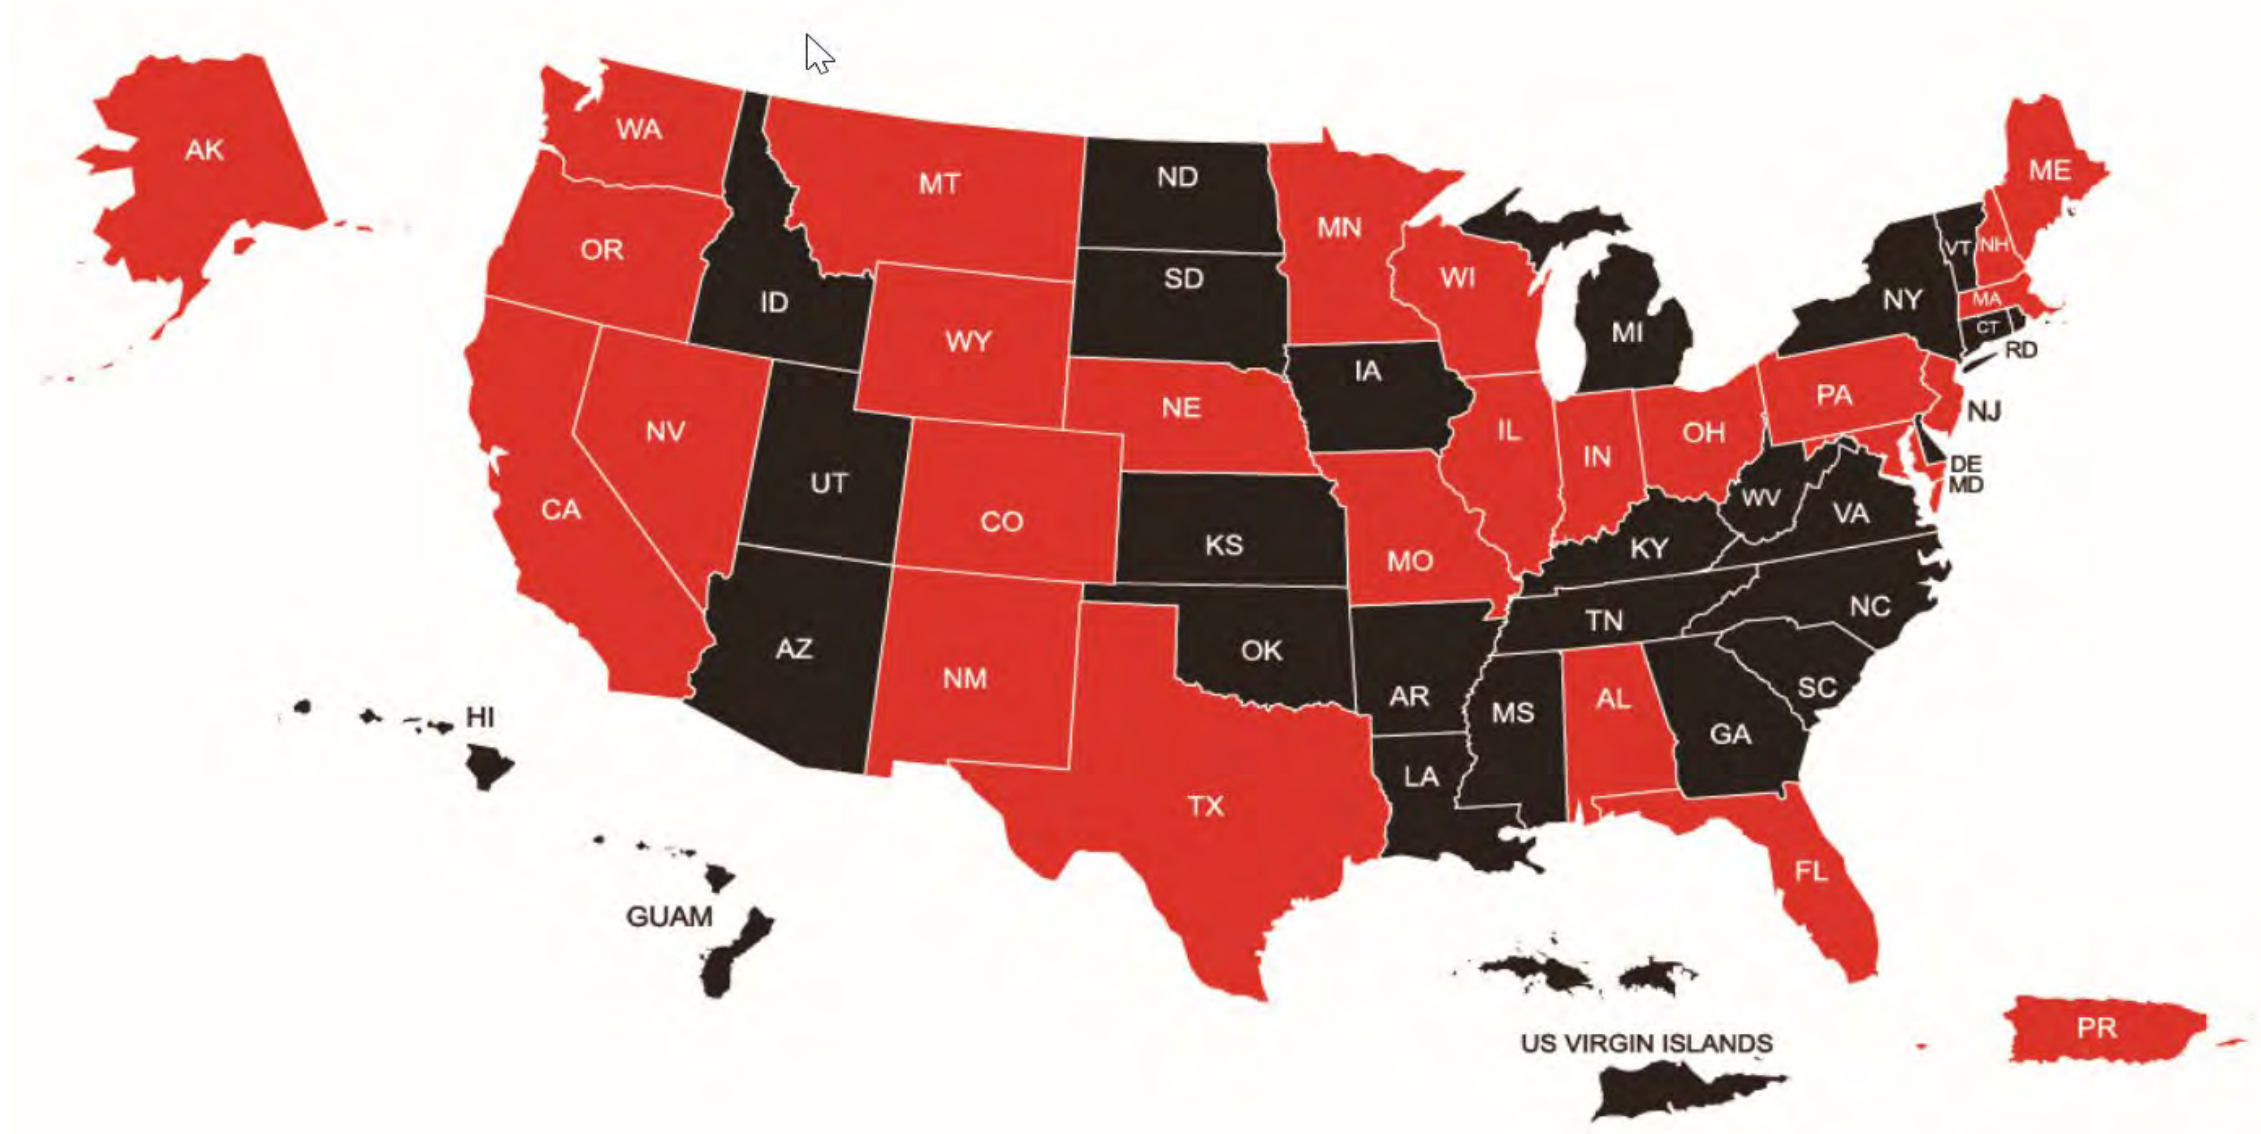 AK
WA
MT
ND
MN
ME
OR
ID
SD
WI
MI
NY
VT
NH
MA
CT
RD
WY
IA
NE
PA
NJ
NV
UT
CO
IL
IN
OH
DE
MD
CA
KS
MO
WV
VA
KY
AZ
NM
OK
AR
TN
NC
SC
MS
AL
GA
HI
LA
TX
FL
GUAM
US VIRGIN ISLANDS
PR